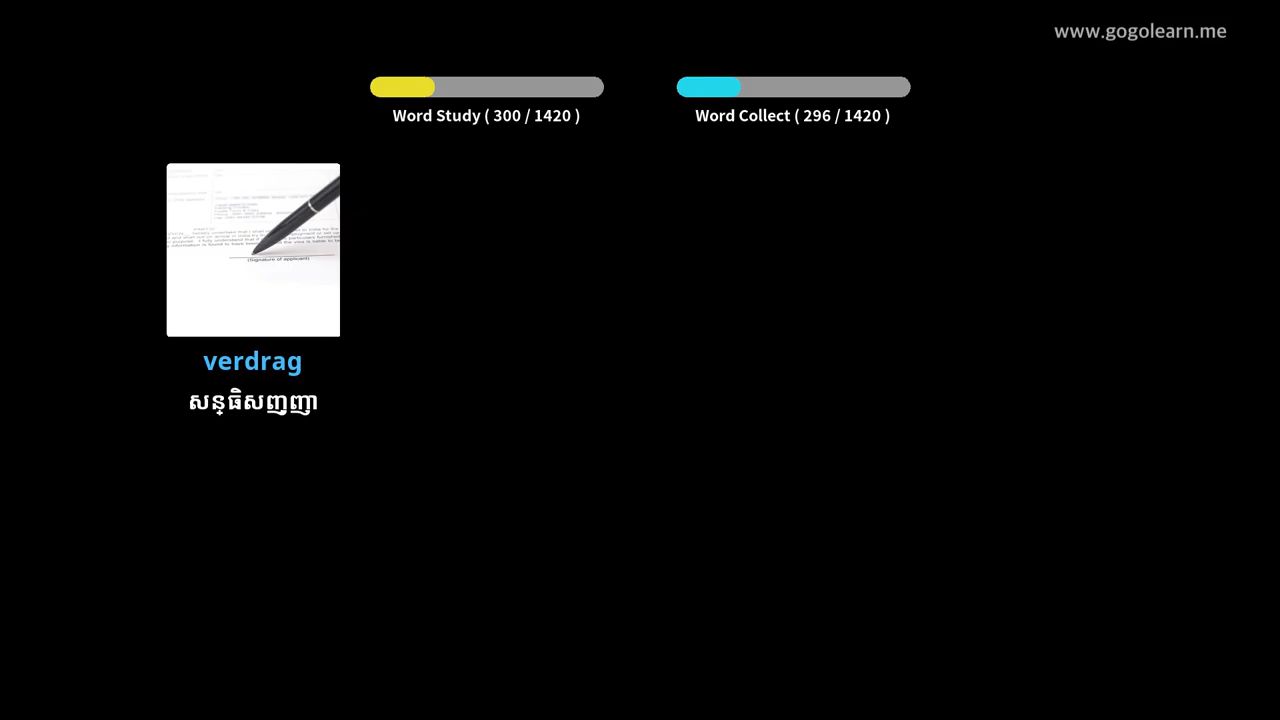 www.gogolearn.me
Word Study ( 300 / 1420 )
Word Collect ( 296 / 1420 )
(Signature of applicant)
verdrag
សន្ធិសញ្ញា